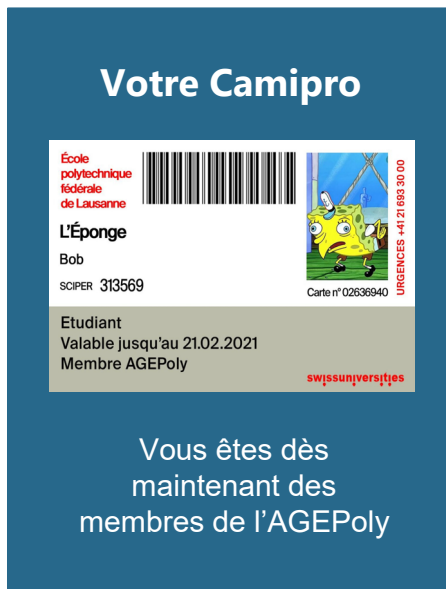 Votre Camipro
École
polytechnique
fédérale
de Lausanne
L'Éponge
Bob
SCIPER 313569
Carte n° 02636940
URGENCES +41 21 693 30 00
Etudiant
Valable jusqu'au 21.02.2021
Membre AGEPoly
swissuniversities
Vous êtes dès
maintenant des
membres de l'AGEPoly